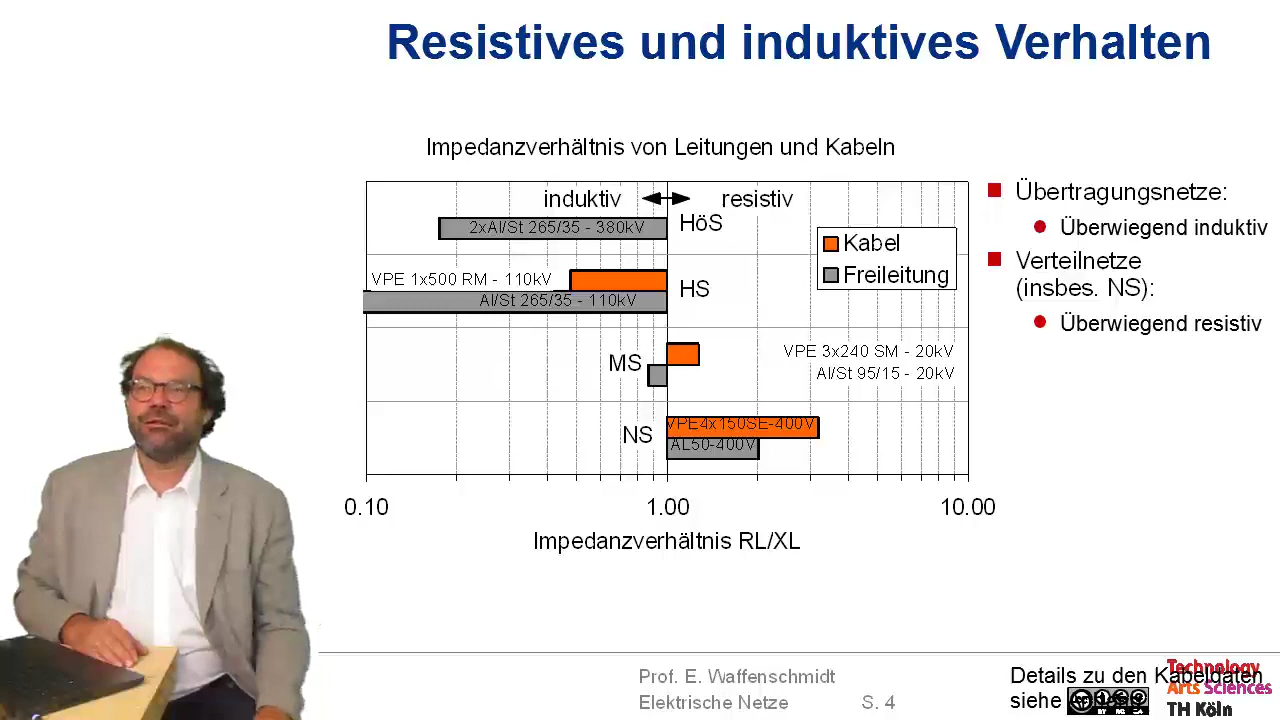 Resistives und induktives Verhalten
Impedanzverhältnis von Leitungen und Kabeln
induktiv
resistiv
2xAl/St 265/35 - 380kV
HöS
Kabel
Freileitung
VPE 1x500 RM - 110kV
Al/St 265/35 - 110kV
HS
MS
VPE 3x240 SM - 20kV
Al/St 95/15 - 20kV
NS
VPE4x150SE-400V
AL50-400V
0.10
1.00
10.00
Impedanzverhältnis RL/XL
Übertragungsnetze:
Überwiegend induktiv
Verteilnetze
(insbes. NS):
Überwiegend resistiv
Prof. E. Waffenschmidt
Elektrische Netze
S. 4
Details zu den Kabeldaten
siehe
Technology
Arts Sciences
TH Köln